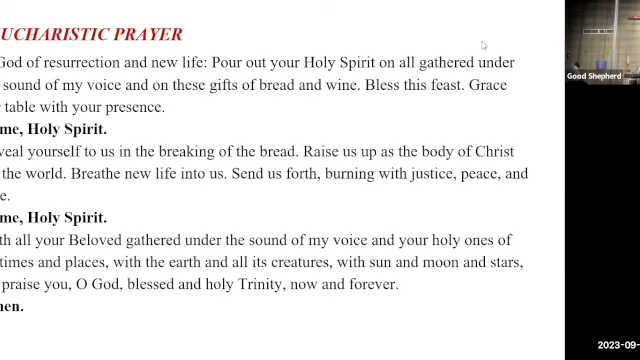 UCHARISTIC PRAYER
God of resurrection and new life: Pour out your Holy Spirit on all gathered under
sound of my voice and on these gifts of bread and wine. Bless this feast. Grace
table with your presence.
me, Holy Spirit.
veal yourself to us in the breaking of the bread. Raise us up as the body of Christ
the world. Breathe new life into us. Send us forth, burning with justice, peace, and
e.
me, Holy Spirit.
th all your Beloved gathered under the sound of my voice and your holy ones of
times and places, with the earth and all its creatures, with sun and moon and stars,
praise you, O God, blessed and holy Trinity, now and forever.
nen.
Good Shepherd
2023-09-